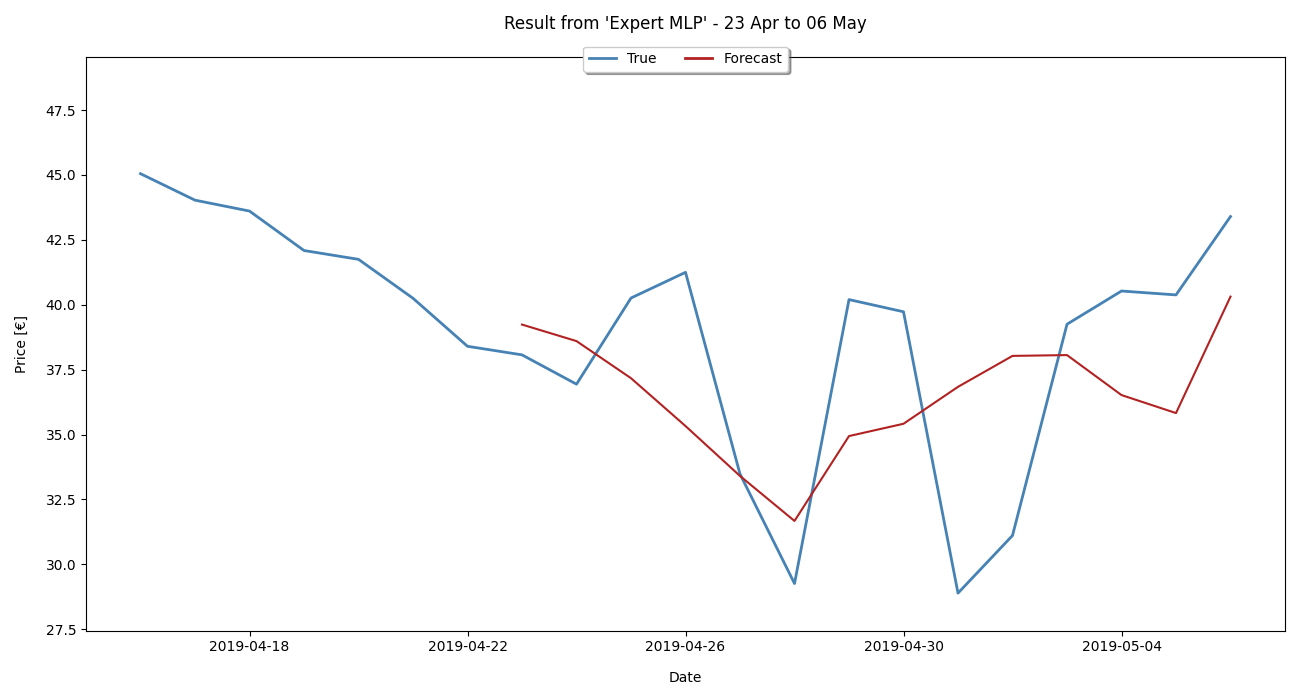 Result from 'Expert MLP' - 23 Apr to 06 May
True Forecast
47.5
45.0
42.5
40.0
37.5
35.0
32.5
30.0
27.5
Price [€]
2019-04-18 2019-04-22 2019-04-26 2019-04-30 2019-05-04
Date